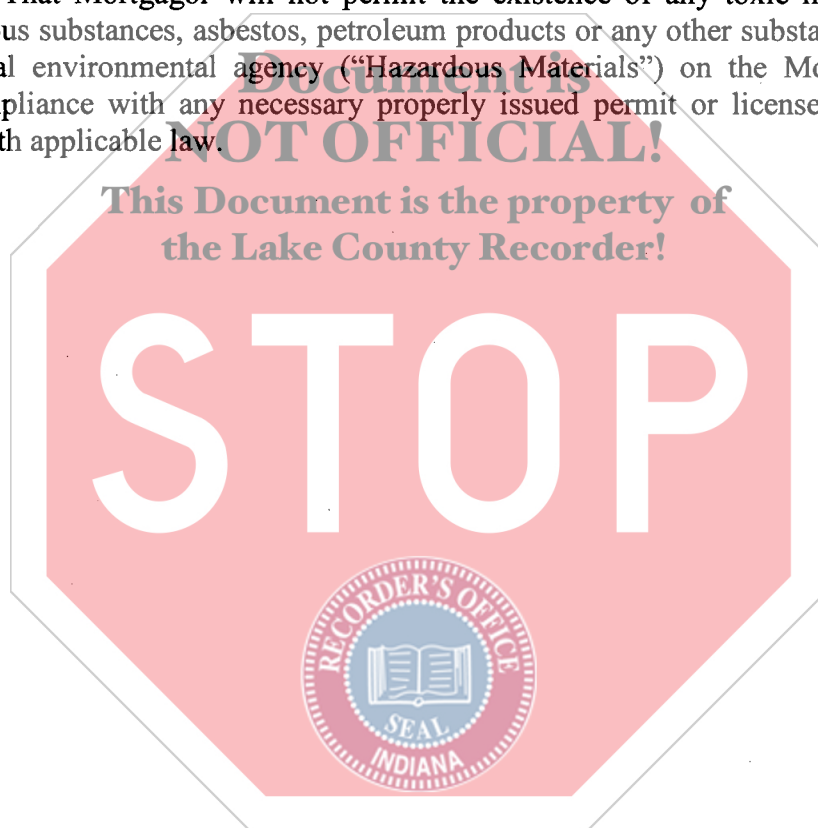 That Mortgagor will not permit the existence of any toxic
us substances, asbestos, petroleum products or any other substa
al environmental agency (“Hazardous Materials”) on the Mo
Document is
pliance with any necessary properly issued permit or license
th applicable law.
NOT OFFICIAL!
This Document is the property of
the Lake County Recorder!
STOP
RECORDER'S OFFICE
SEAL
INDIANA